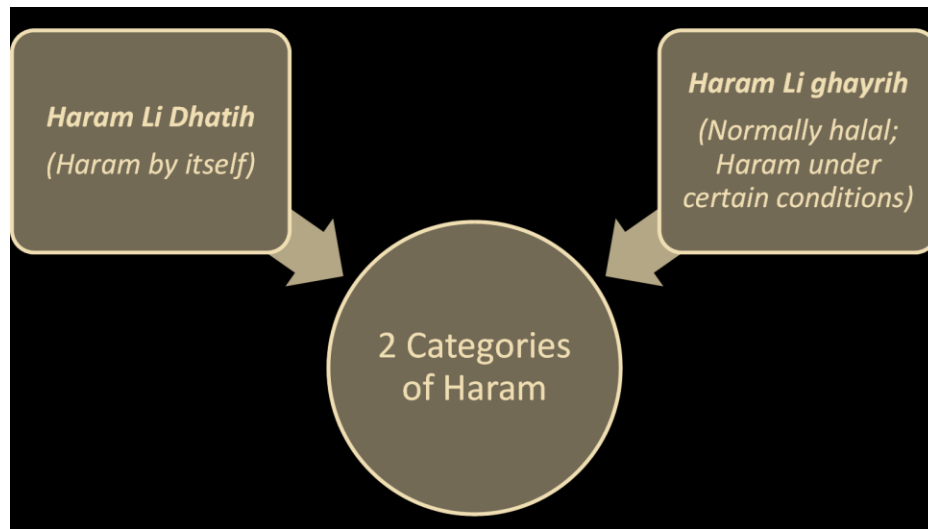 Haram Li Dhatih
(Haram by itself)
Haram Li ghayrih
(Normally halal;
Haram under
certain conditions)
2 Categories
of Haram